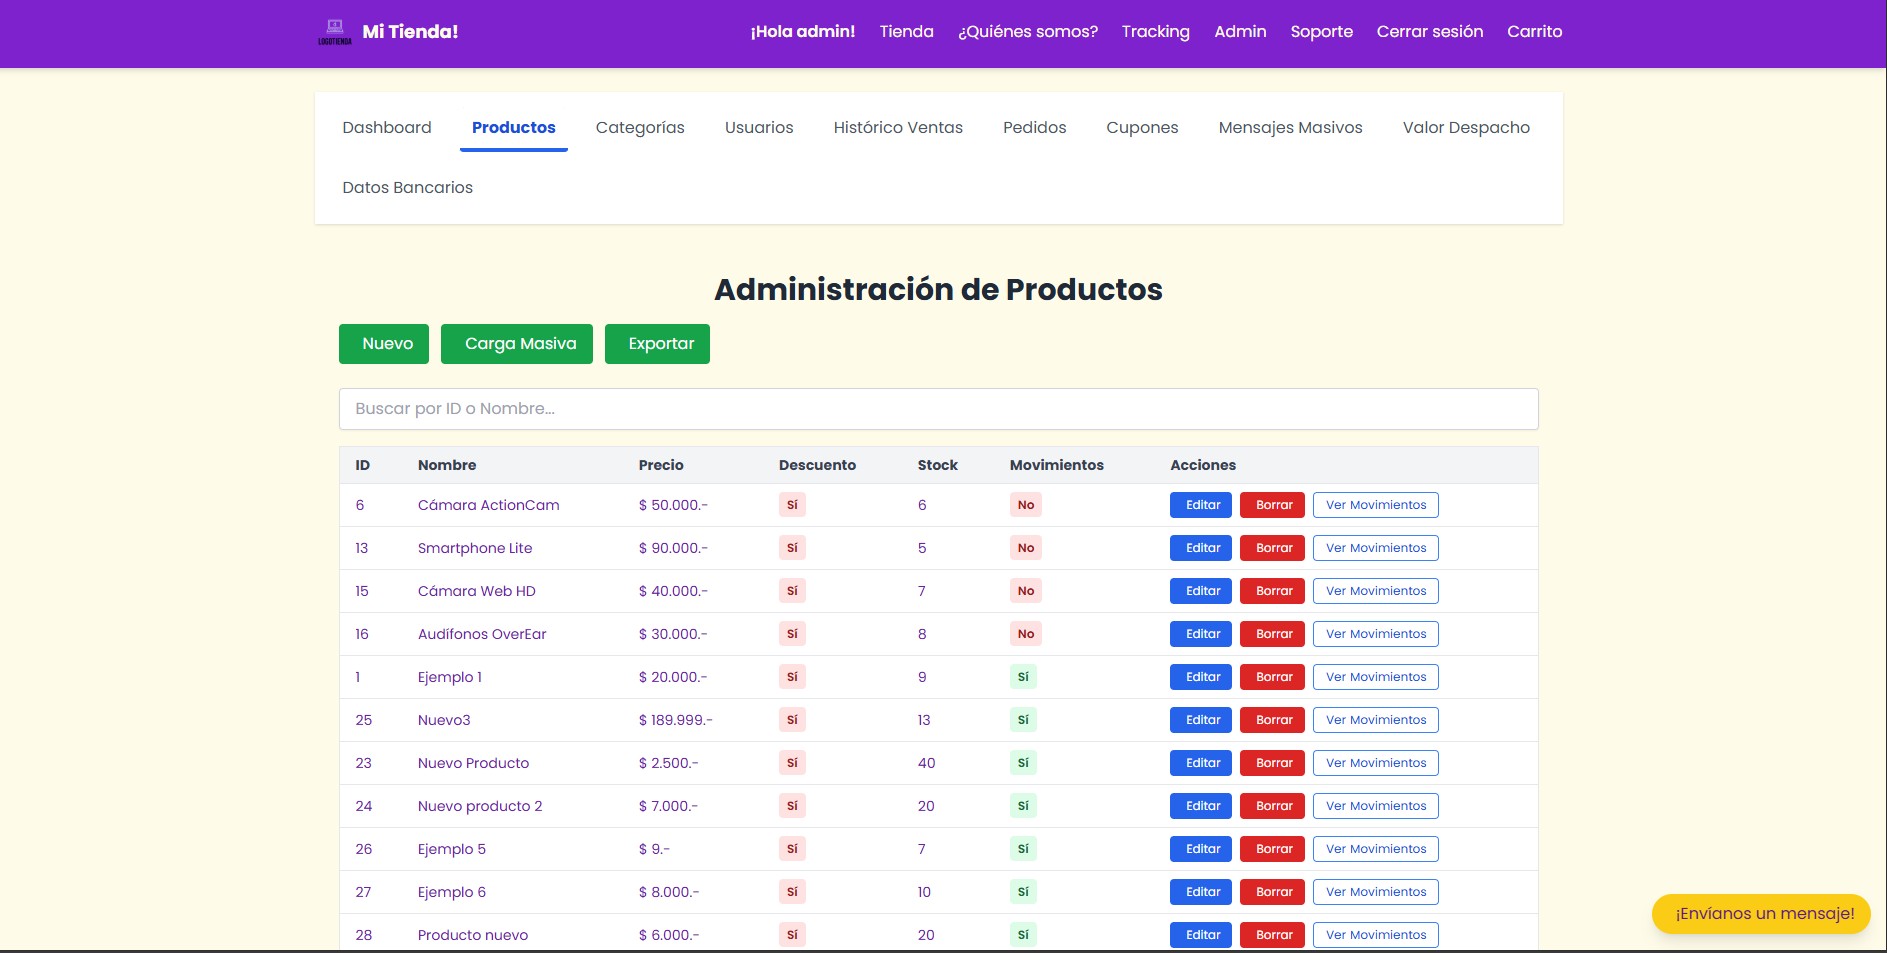 LOGOTIENDA
Mi Tienda!
¡Hola admin! Tienda ¿Quiénes somos? Tracking Admin Soporte Cerrar sesión Carrito
Dashboard Productos Categorías Usuarios Histórico Ventas Pedidos Cupones Mensajes Masivos Valor Despacho
Datos Bancarios
Administración de Productos
Nuevo Carga Masiva Exportar
Buscar por ID o Nombre...
ID Nombre Precio Descuento Stock Movimientos Acciones
6 Cámara ActionCam $ 50.000.- Sí 6 No Editar Borrar Ver Movimientos
13 Smartphone Lite $ 90.000.- Sí 5 No Editar Borrar Ver Movimientos
15 Cámara Web HD $ 40.000.- Sí 7 No Editar Borrar Ver Movimientos
16 Audífonos OverEar $ 30.000.- Sí 8 No Editar Borrar Ver Movimientos
1 Ejemplo 1 $ 20.000.- Sí 9 Sí Editar Borrar Ver Movimientos
25 Nuevo3 $ 189.999.- Sí 13 Sí Editar Borrar Ver Movimientos
23 Nuevo Producto $ 2.500.- Sí 40 Sí Editar Borrar Ver Movimientos
24 Nuevo producto 2 $ 7.000.- Sí 20 Sí Editar Borrar Ver Movimientos
26 Ejemplo 5 $ 9.- Sí 7 Sí Editar Borrar Ver Movimientos
27 Ejemplo 6 $ 8.000.- Sí 10 Sí Editar Borrar Ver Movimientos
28 Producto nuevo $ 6.000.- Sí 20 Sí Editar Borrar Ver Movimientos
¡Envíanos un mensaje!